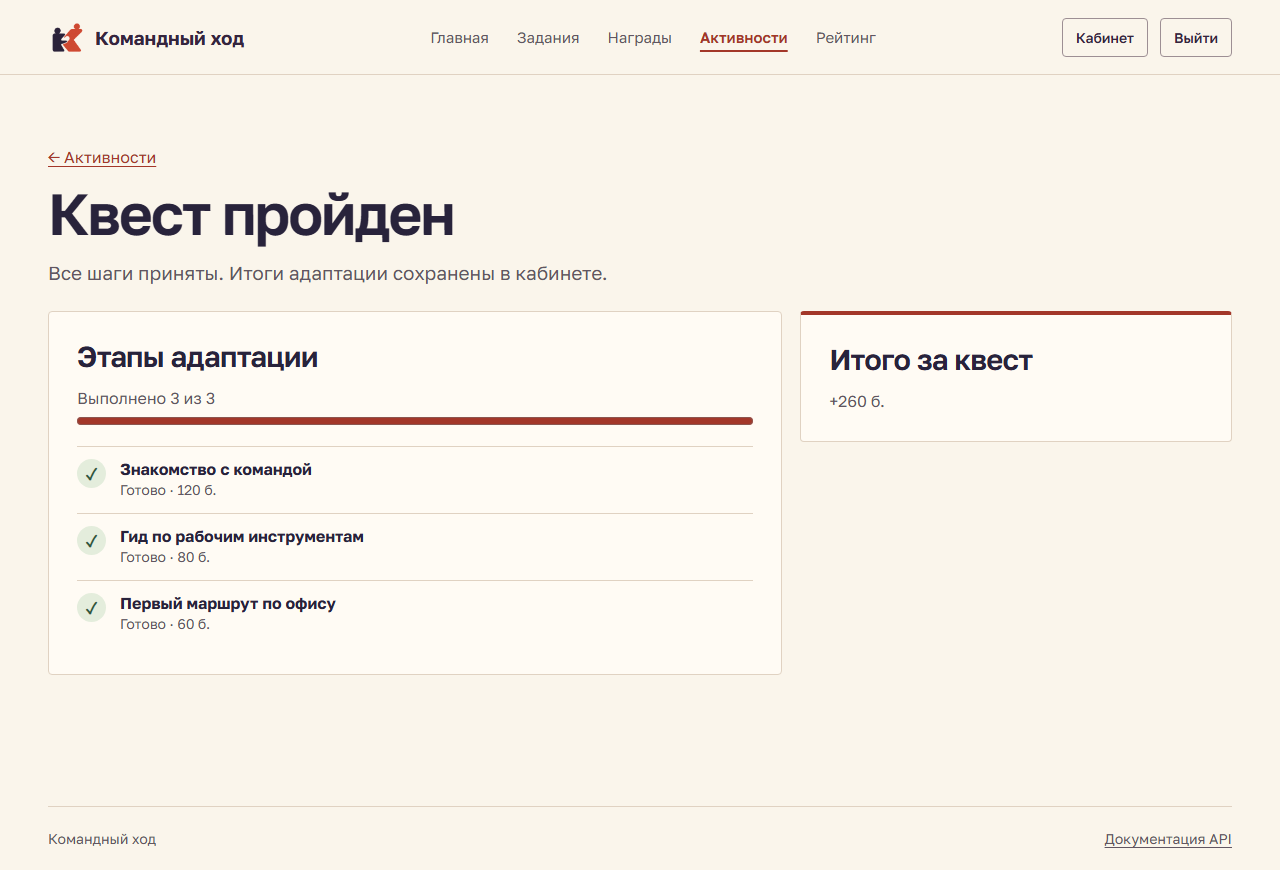 Командный ход
Главная Задания Награды Активности Рейтинг
Кабинет Выйти
← Активности
Квест пройден
Все шаги приняты. Итоги адаптации сохранены в кабинете.
Этапы адаптации
Выполнено 3 из 3
✓ Знакомство с командой
Готово · 120 б.
✓ Гид по рабочим инструментам
Готово · 80 б.
✓ Первый маршрут по офису
Готово · 60 б.
Итого за квест
+260 б.
Командный ход
Документация API